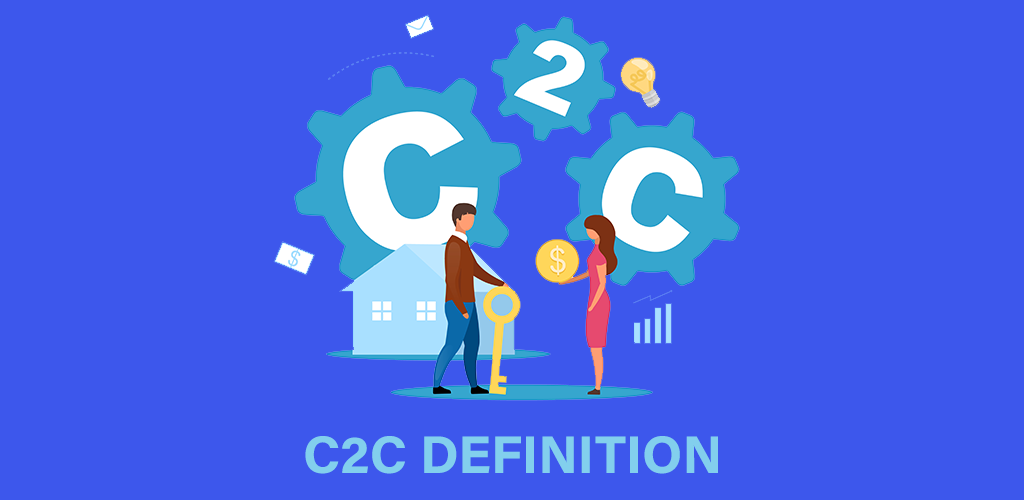 C 2 C
$
$
C2C DEFINITION